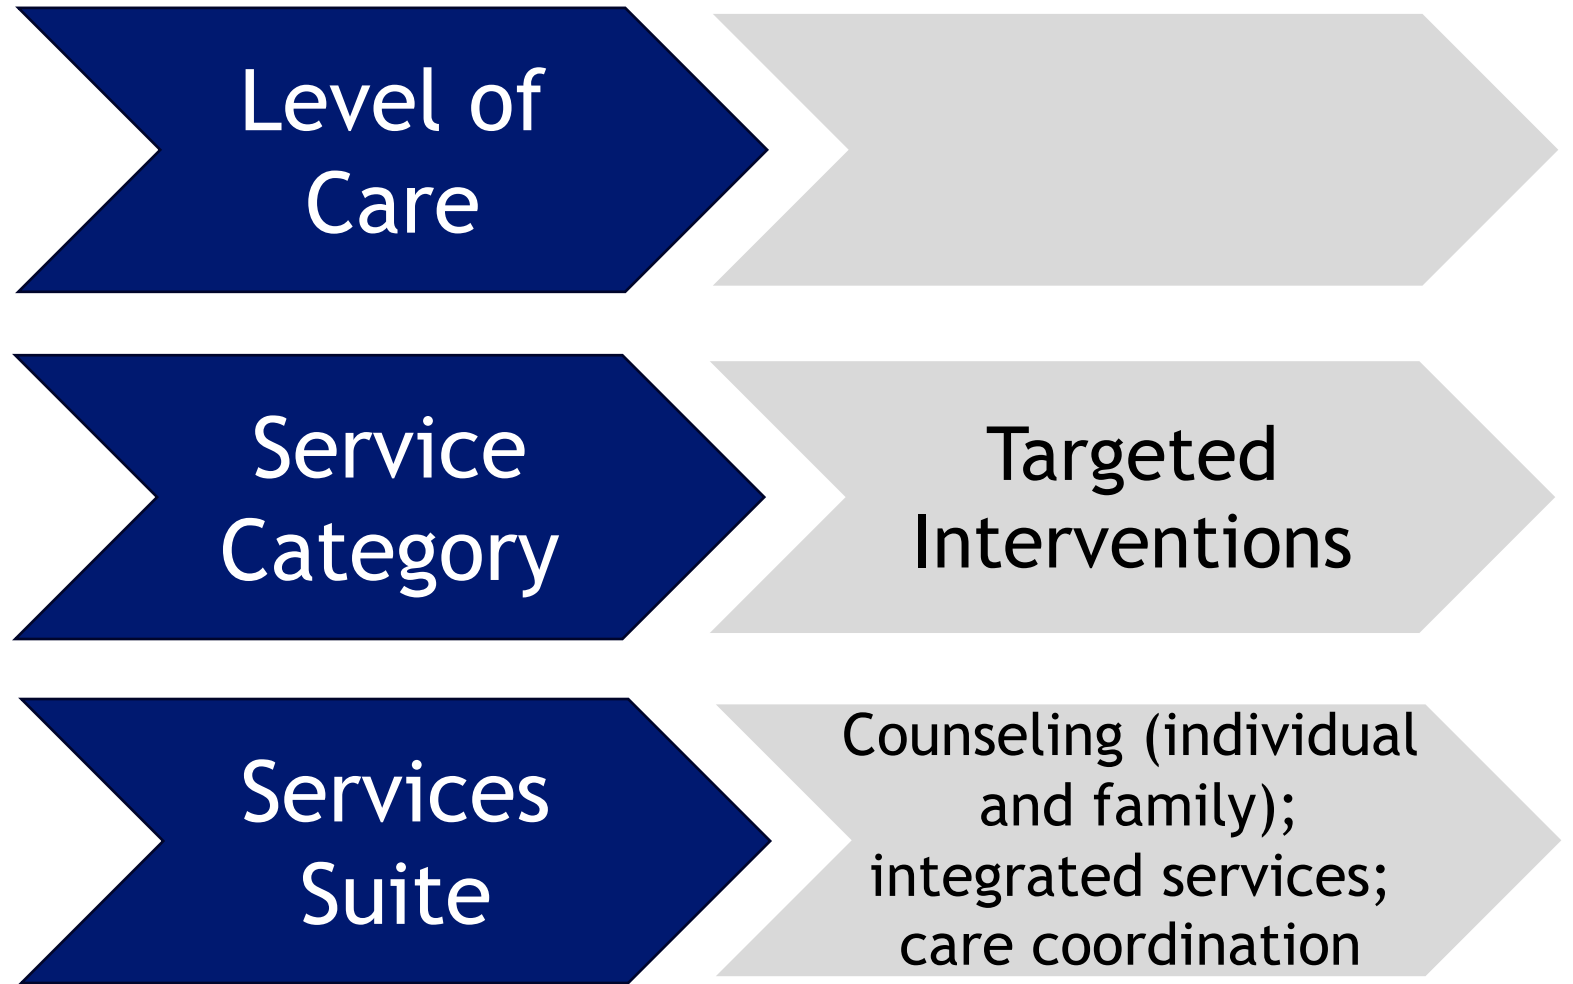 Level of
Care
Service
Category
Targeted
Interventions
Services
Suite
Counseling (individual
and family);
integrated services;
care coordination